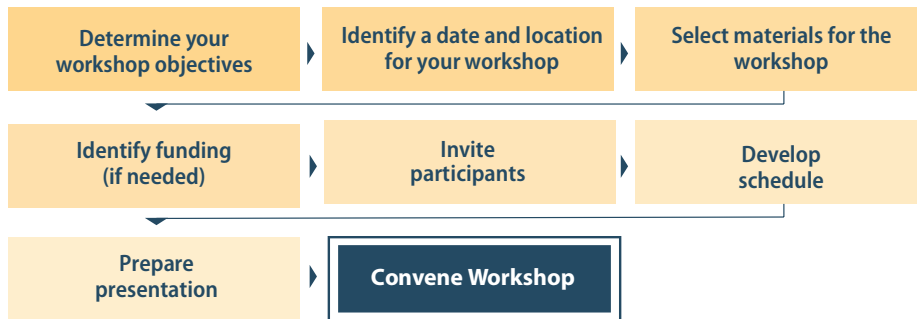 Determine your
workshop objectives
Identify a date and location
for your workshop
Select materials for the
workshop
Identify funding
(if needed)
Invite
participants
Develop
schedule
Prepare
presentation
Convene Workshop